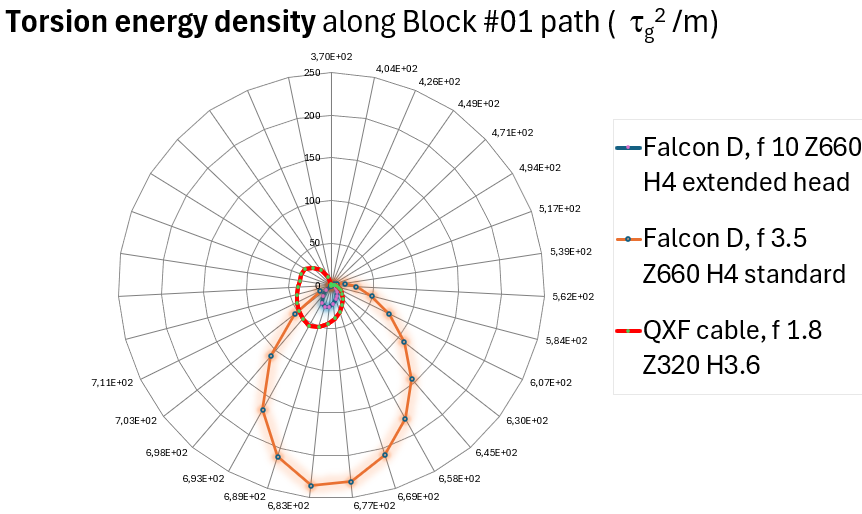 Torsion energy density along Block #01 path ( τg² /m)
3,70E+02
4,04E+02
4,26E+02
4,49E+02
4,71E+02
4,94E+02
5,17E+02
5,39E+02
5,62E+02
5,84E+02
6,07E+02
6,30E+02
6,45E+02
6,58E+02
6,69E+02
6,77E+02
6,83E+02
6,89E+02
6,93E+02
6,98E+02
7,03E+02
7,11E+02
250
200
150
100
50
0
Falcon D, f 10 Z660
H4 extended head
Falcon D, f 3.5
Z660 H4 standard
QXF cable, f 1.8
Z320 H3.6